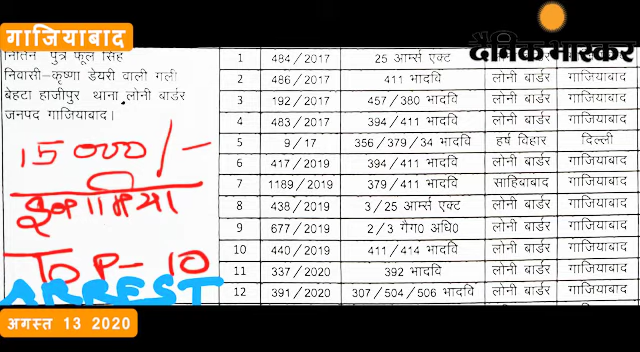 गाजियाबाद
दैनिक भास्कर
नितिन पुत्र फूल सिंह
निवासी-कृष्णा डेयरी वाली गली
बेहटा हाजीपुर थाना लोनी बार्डर
जनपद गाजियाबाद।
15000/-
इनामिया
TOP-10
ARREST
1 484/2017 25 आर्म्स एक्ट लोनी बार्डर गाजियाबाद
2 486/2017 411 भादवि लोनी बार्डर गाजियाबाद
3 192/2017 457/380 भादवि लोनी बार्डर गाजियाबाद
4 483/2017 394/411 भादवि लोनी बार्डर गाजियाबाद
5 9/17 356/379/34 भादवि हर्ष विहार दिल्ली
6 417/2019 394/411 भादवि लोनी बार्डर गाजियाबाद
7 1189/2019 379/411 भादवि साहिबाबाद गाजियाबाद
8 438/2019 3/25 आर्म्स एक्ट लोनी बार्डर गाजियाबाद
9 677/2019 2/3 गैग0 अधि0 लोनी बार्डर गाजियाबाद
10 440/2019 411/414 भादवि लोनी बार्डर गाजियाबाद
11 337/2020 392 भादवि लोनी बार्डर गाजियाबाद
12 391/2020 307/504/506 भादवि लोनी बार्डर गाजियाबाद
अगस्त 13 2020